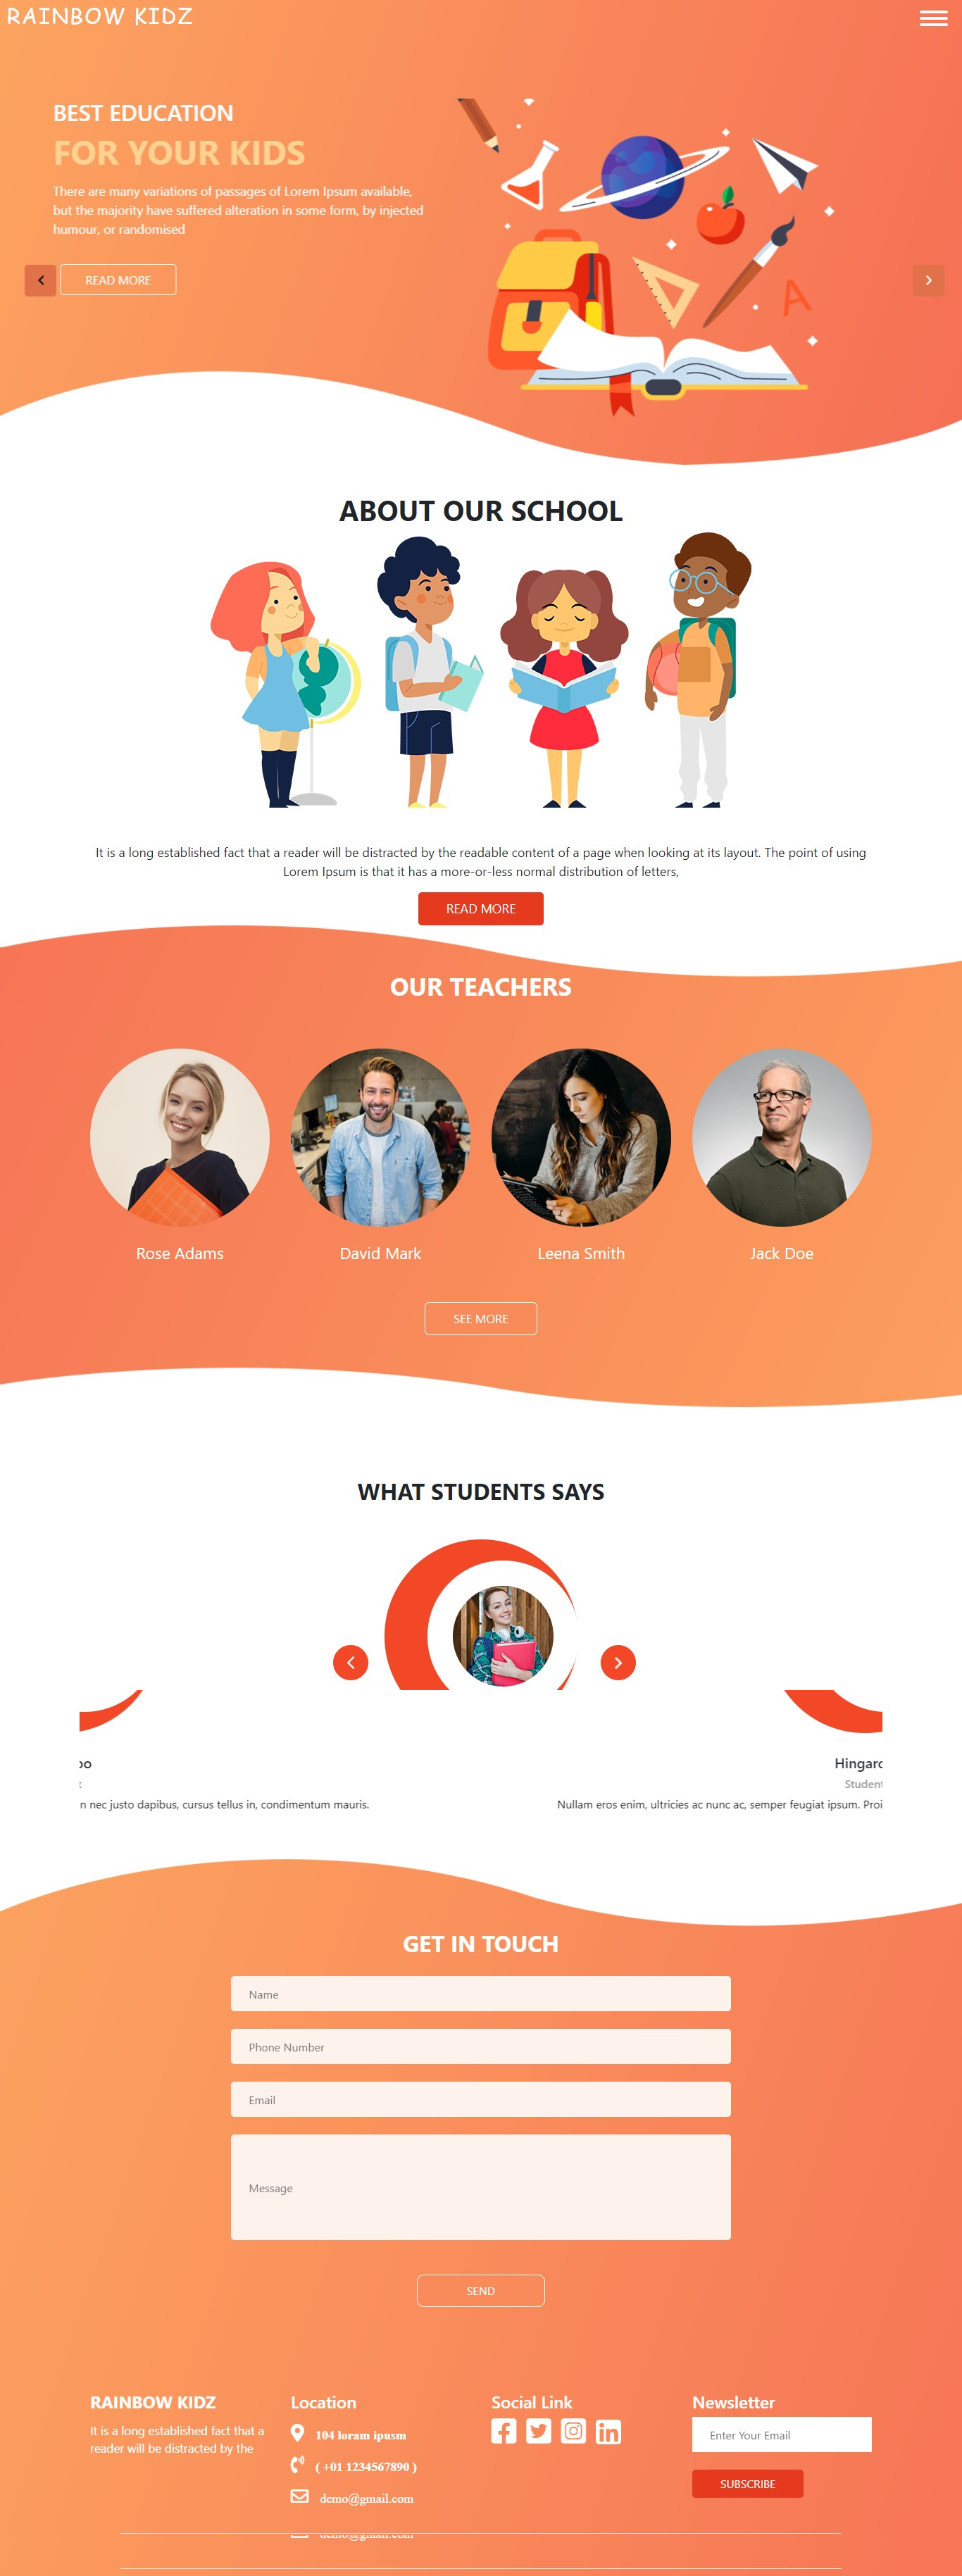 RAINBOW KIDZ
BEST EDUCATION
FOR YOUR KIDS
There are many variations of passages of Lorem Ipsum available,
but the majority have suffered alteration in some form, by injected
humour, or randomised
READ MORE
A
ABOUT OUR SCHOOL
It is a long established fact that a reader will be distracted by the readable content of a page when looking at its layout. The point of using
Lorem Ipsum is that it has a more-or-less normal distribution of letters,
READ MORE
OUR TEACHERS
Rose Adams
David Mark
Leena Smith
Jack Doe
SEE MORE
WHAT STUDENTS SAYS
Hingar
Student
n nec justo dapibus, cursus tellus in, condimentum mauris.
Nullam eros enim, ultricies ac nunc ac, semper feugiat ipsum. Proi
GET IN TOUCH
Name
Phone Number
Email
Message
SEND
RAINBOW KIDZ
It is a long established fact that a
reader will be distracted by the
Location
104 loram ipusm
( +01 1234567890 )
demo@gmail.com
demo@gmail.com
Social Link
Newsletter
Enter Your Email
SUBSCRIBE